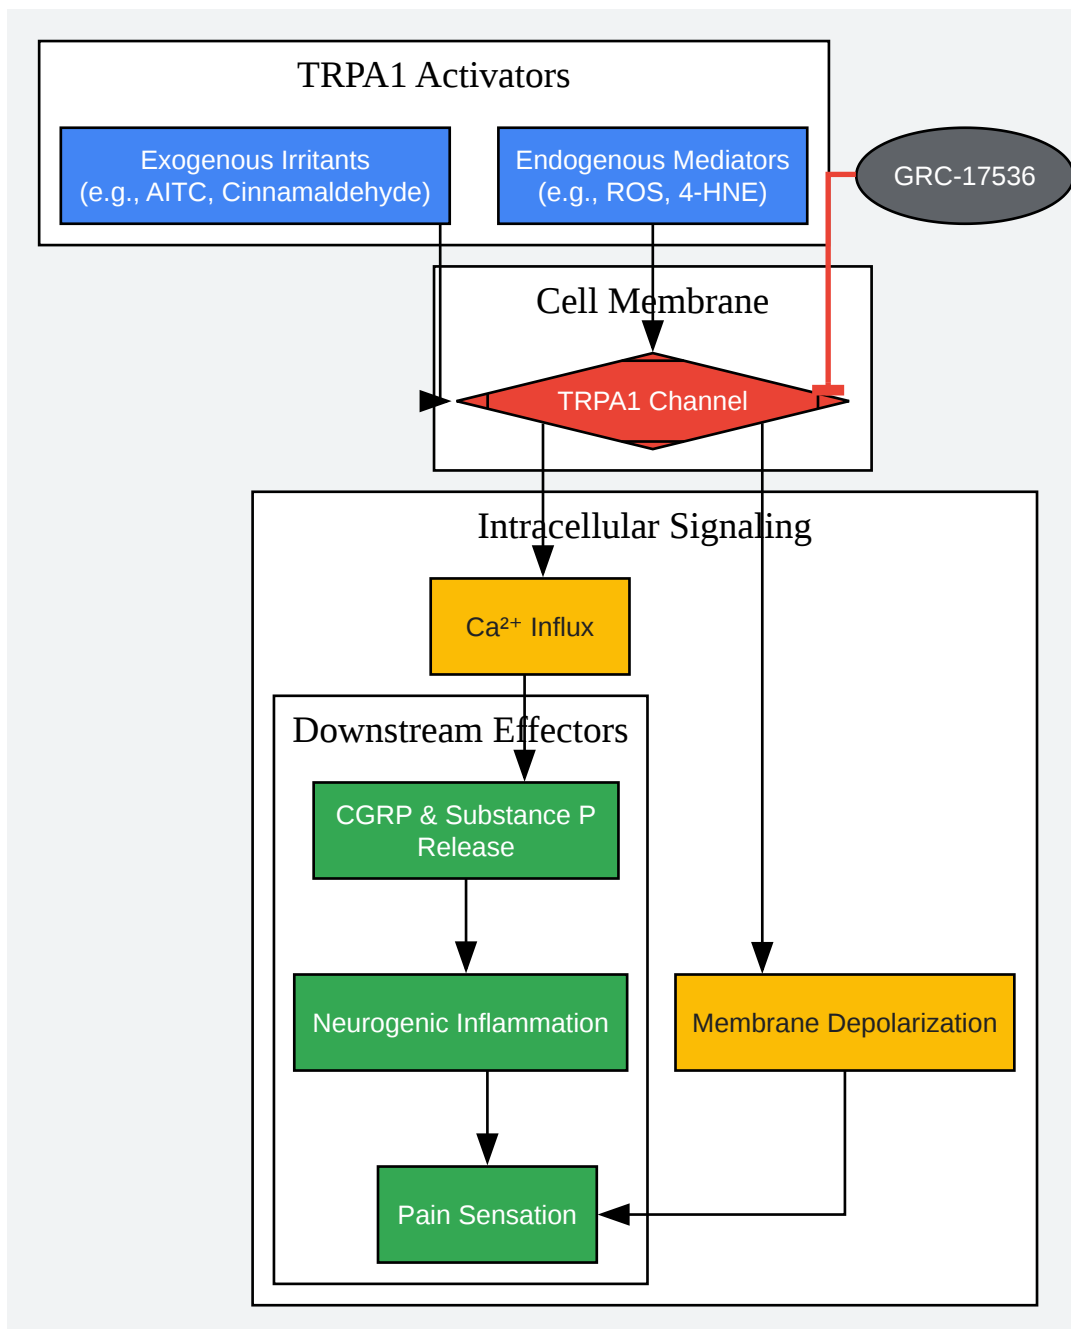 TRPA1 Activators
Exogenous Irritants
(e.g., AITC, Cinnamaldehyde)
Endogenous Mediators
(e.g., ROS, 4-HNE)
GRC-17536
Cell Membrane
TRPA1 Channel
Intracellular Signaling
Ca²⁺ Influx
Downstream Effectors
CGRP & Substance P
Release
Neurogenic Inflammation
Membrane Depolarization
Pain Sensation